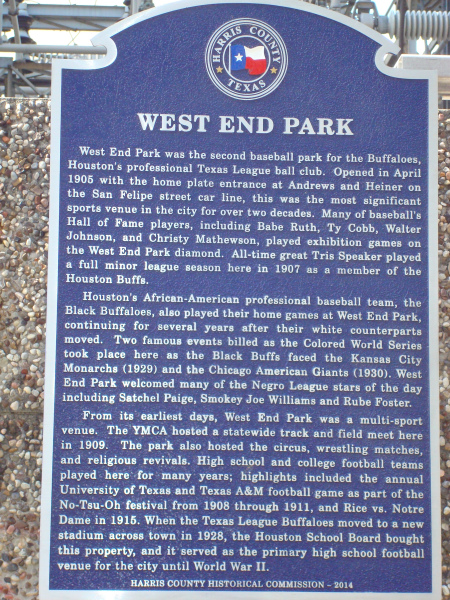 HARRIS COUNTY
TEXAS
WEST END PARK
West End Park was the second baseball park for the Buffaloes,
Houston's professional Texas League ball club. Opened in April
1905 with the home plate entrance at Andrews and Heiner on
the San Felipe street car line, this was the most significant
sports venue in the city for over two decades. Many of baseball's
Hall of Fame players, including Babe Ruth, Ty Cobb, Walter
Johnson, and Christy Mathewson, played exhibition games on
the West End Park diamond. All-time great Tris Speaker played
a full minor league season here in 1907 as a member of the
Houston Buffs.
Houston's African-American professional baseball team, the
Black Buffaloes, also played their home games at West End Park,
continuing for several years after their white counterparts
moved. Two famous events billed as the Colored World Series
took place here as the Black Buffs faced the Kansas City
Monarchs (1929) and the Chicago American Giants (1930). West
End Park welcomed many of the Negro League stars of the day
including Satchel Paige, Smokey Joe Williams and Rube Foster.
From its earliest days, West End Park was a multi-sport
venue. The YMCA hosted a statewide track and field meet here
in 1909. The park also hosted the circus, wrestling matches,
and religious revivals. High school and college football teams
played here for many years; highlights included the annual
University of Texas and Texas A&M football game as part of the
No-Tsu-Oh festival from 1908 through 1911, and Rice vs. Notre
Dame in 1915. When the Texas League Buffaloes moved to a new
stadium across town in 1928, the Houston School Board bought
this property, and it served as the primary high school football
venue for the city until World War II.
HARRIS COUNTY HISTORICAL COMMISSION - 2014